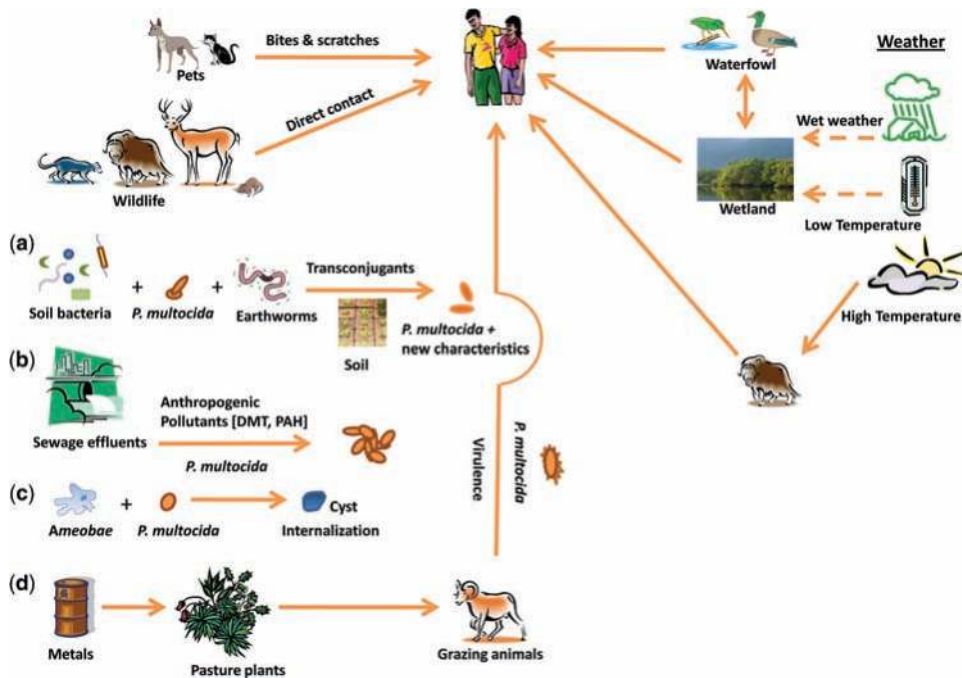 Bites & scratches
Pets
Direct contact
Wildlife
Waterfowl
Weather
Wet weather
Wetland
Low Temperature
High Temperature
(a)
Soil bacteria
+
P. multocida
+
Earthworms
Transconjugants
Soil
P. multocida +
new characteristics
(b)
Sewage effluents
Anthropogenic
Pollutants [DMT, PAH]
P. multocida
(c)
Ameobae
+
P. multocida
Cyst
Internalization
Virulence
P. multocida
(d)
Metals
Pasture plants
Grazing animals